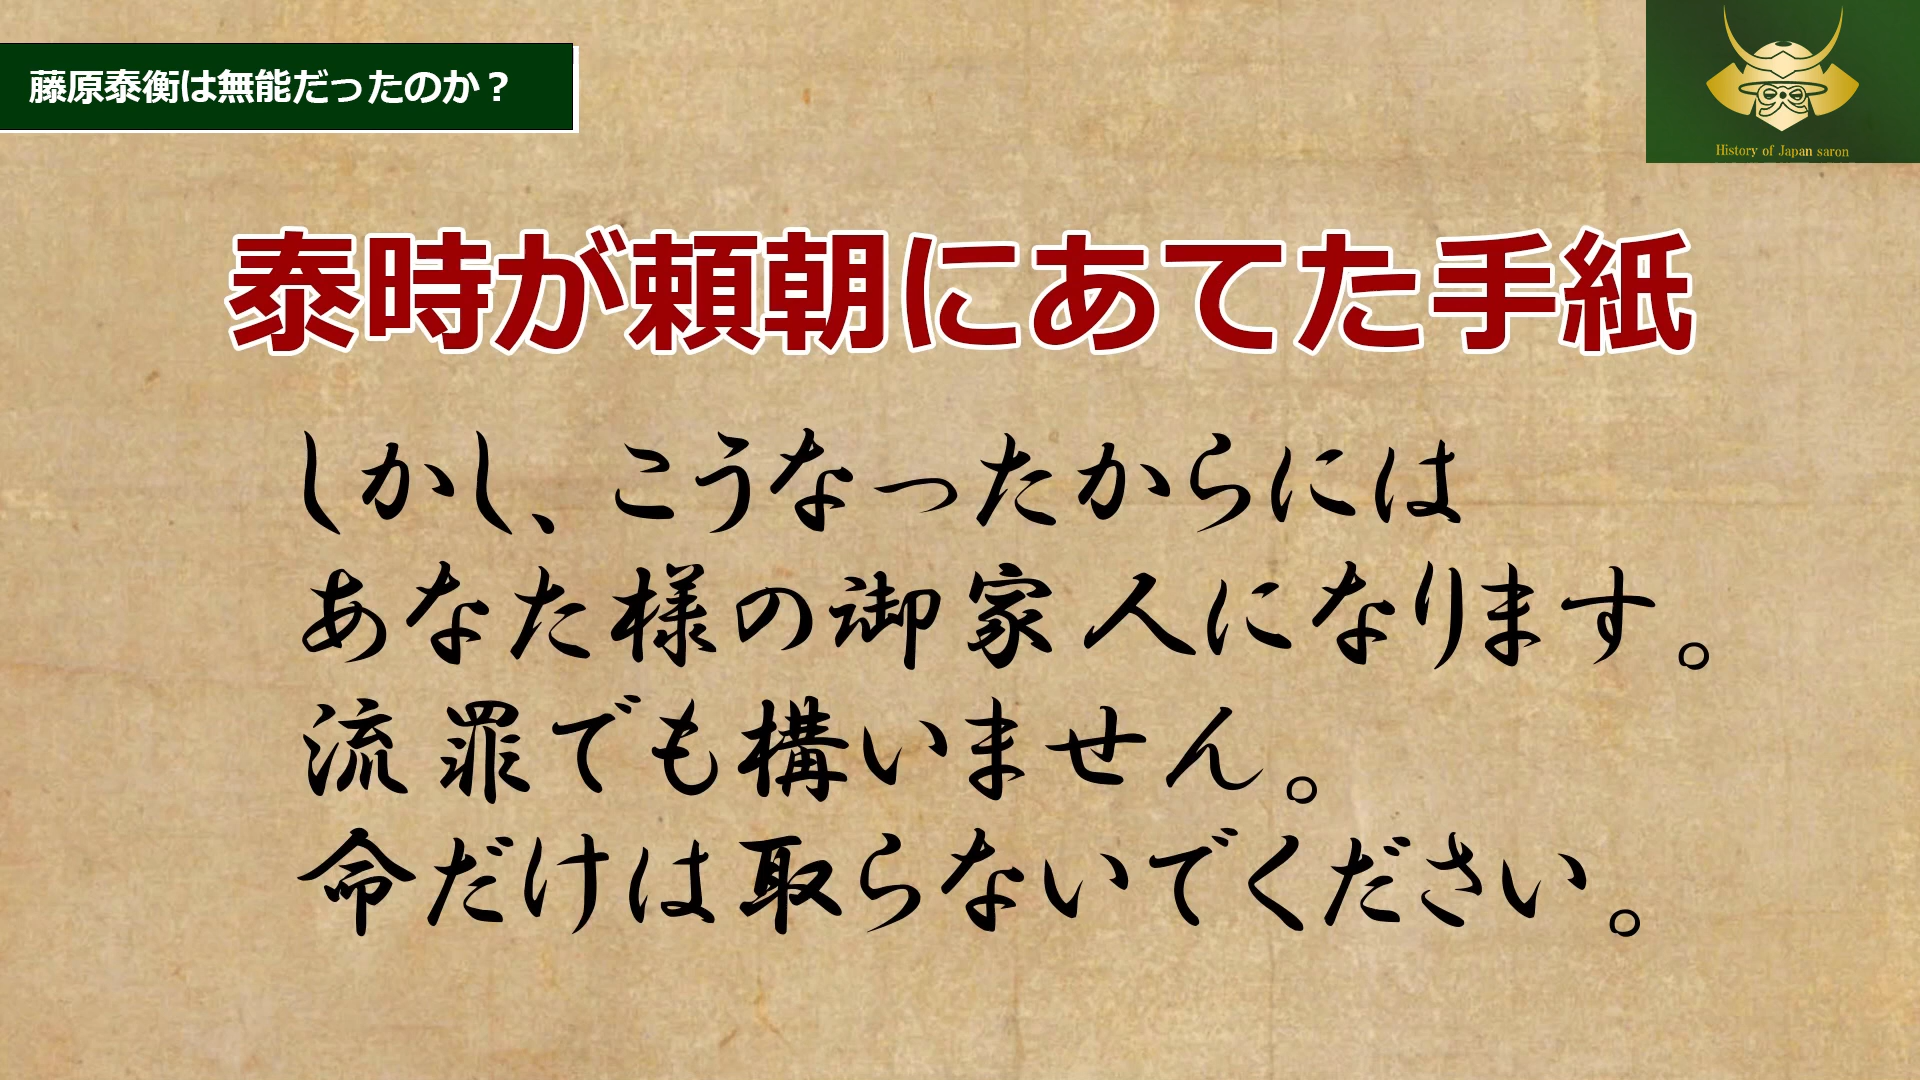 藤原泰衡は無能だったのか？
History of Japan saron
泰時が頼朝にあてた手紙
しかし、こうなったからには
あなた様の御家人になります。
流罪でも構いません。
命だけは取らないでください。